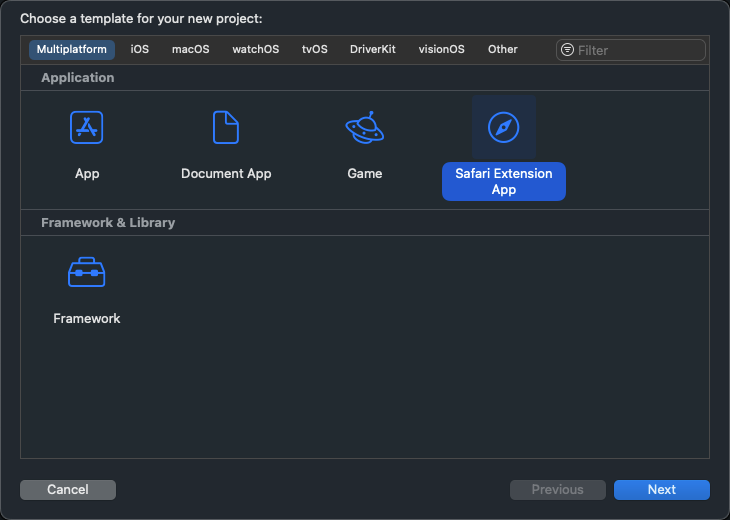 Choose a template for your new project:
Multiplatform iOS macOS watchOS tvOS DriverKit visionOS Other Filter
Application
App Document App Game Safari Extension App
Framework & Library
Framework
Cancel Previous Next